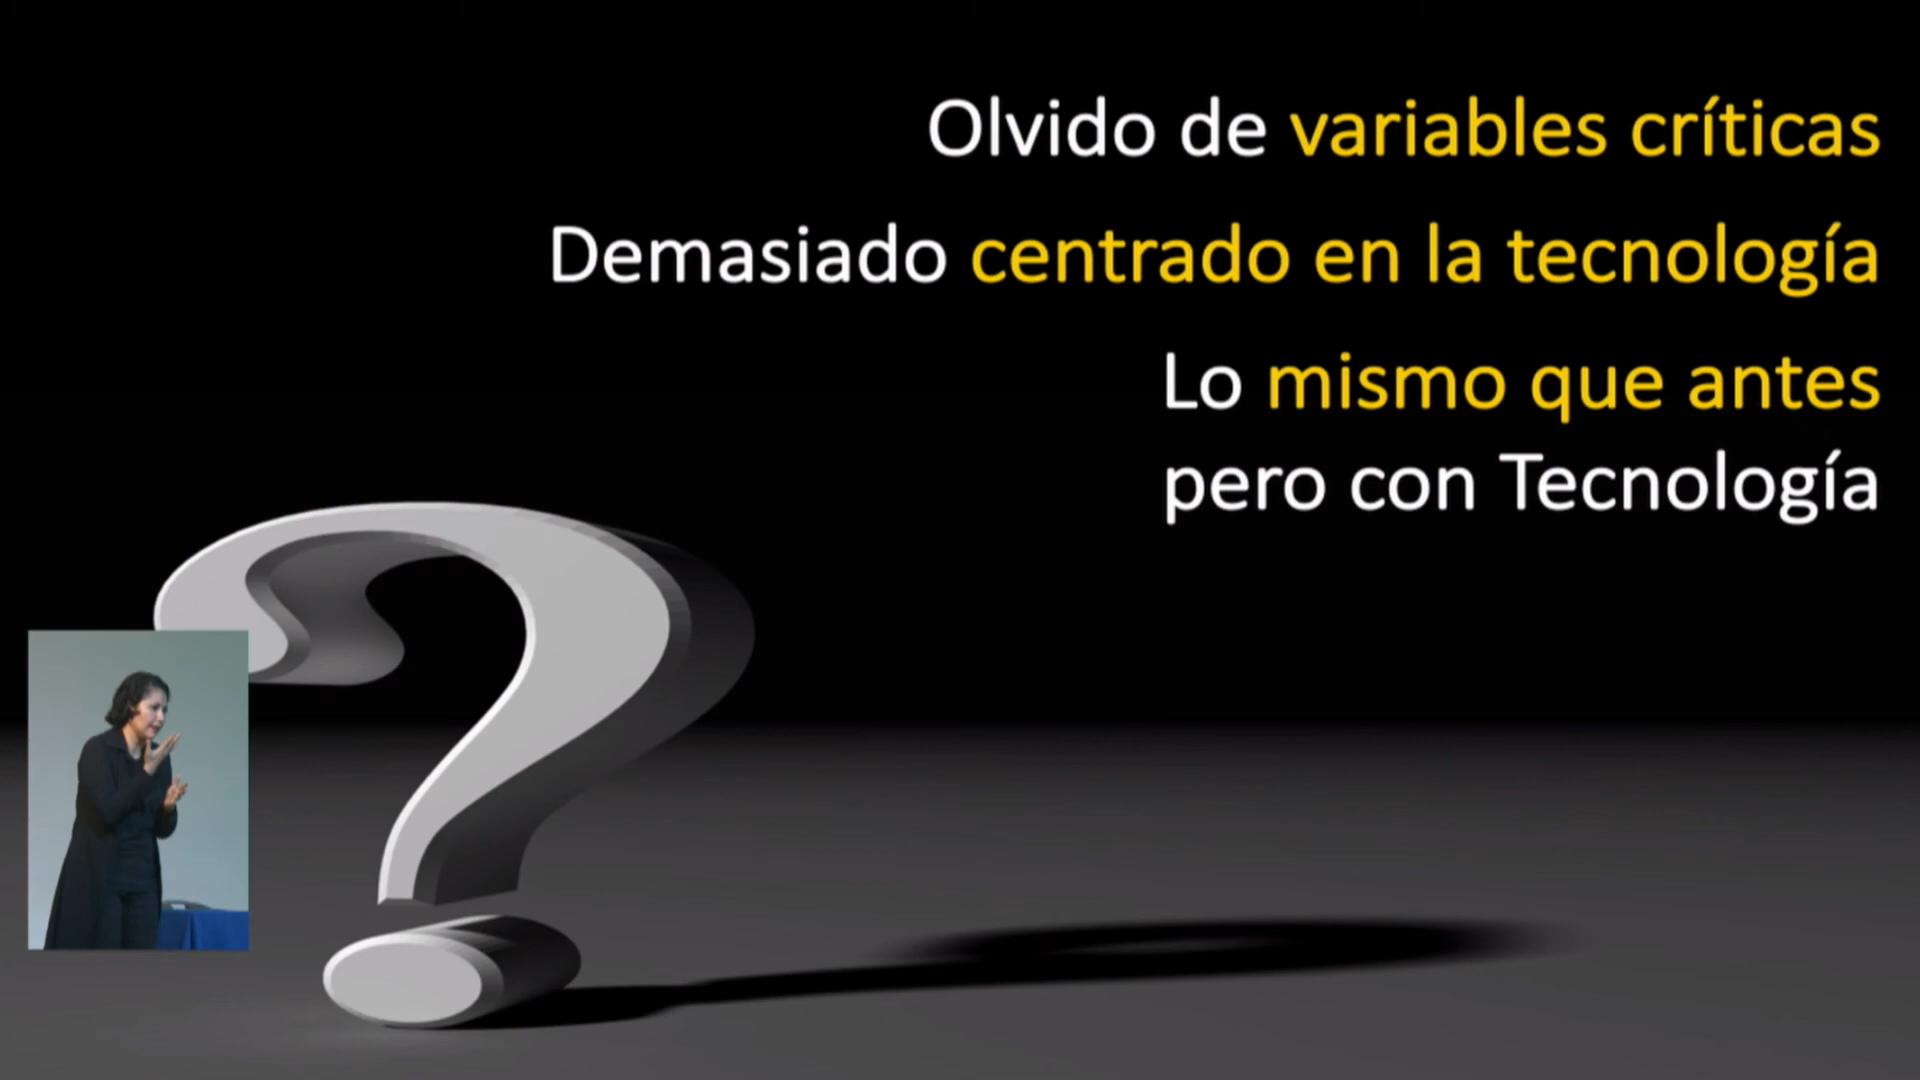 Olvido de variables críticas
Demasiado centrado en la tecnología
Lo mismo que antes
pero con Tecnología